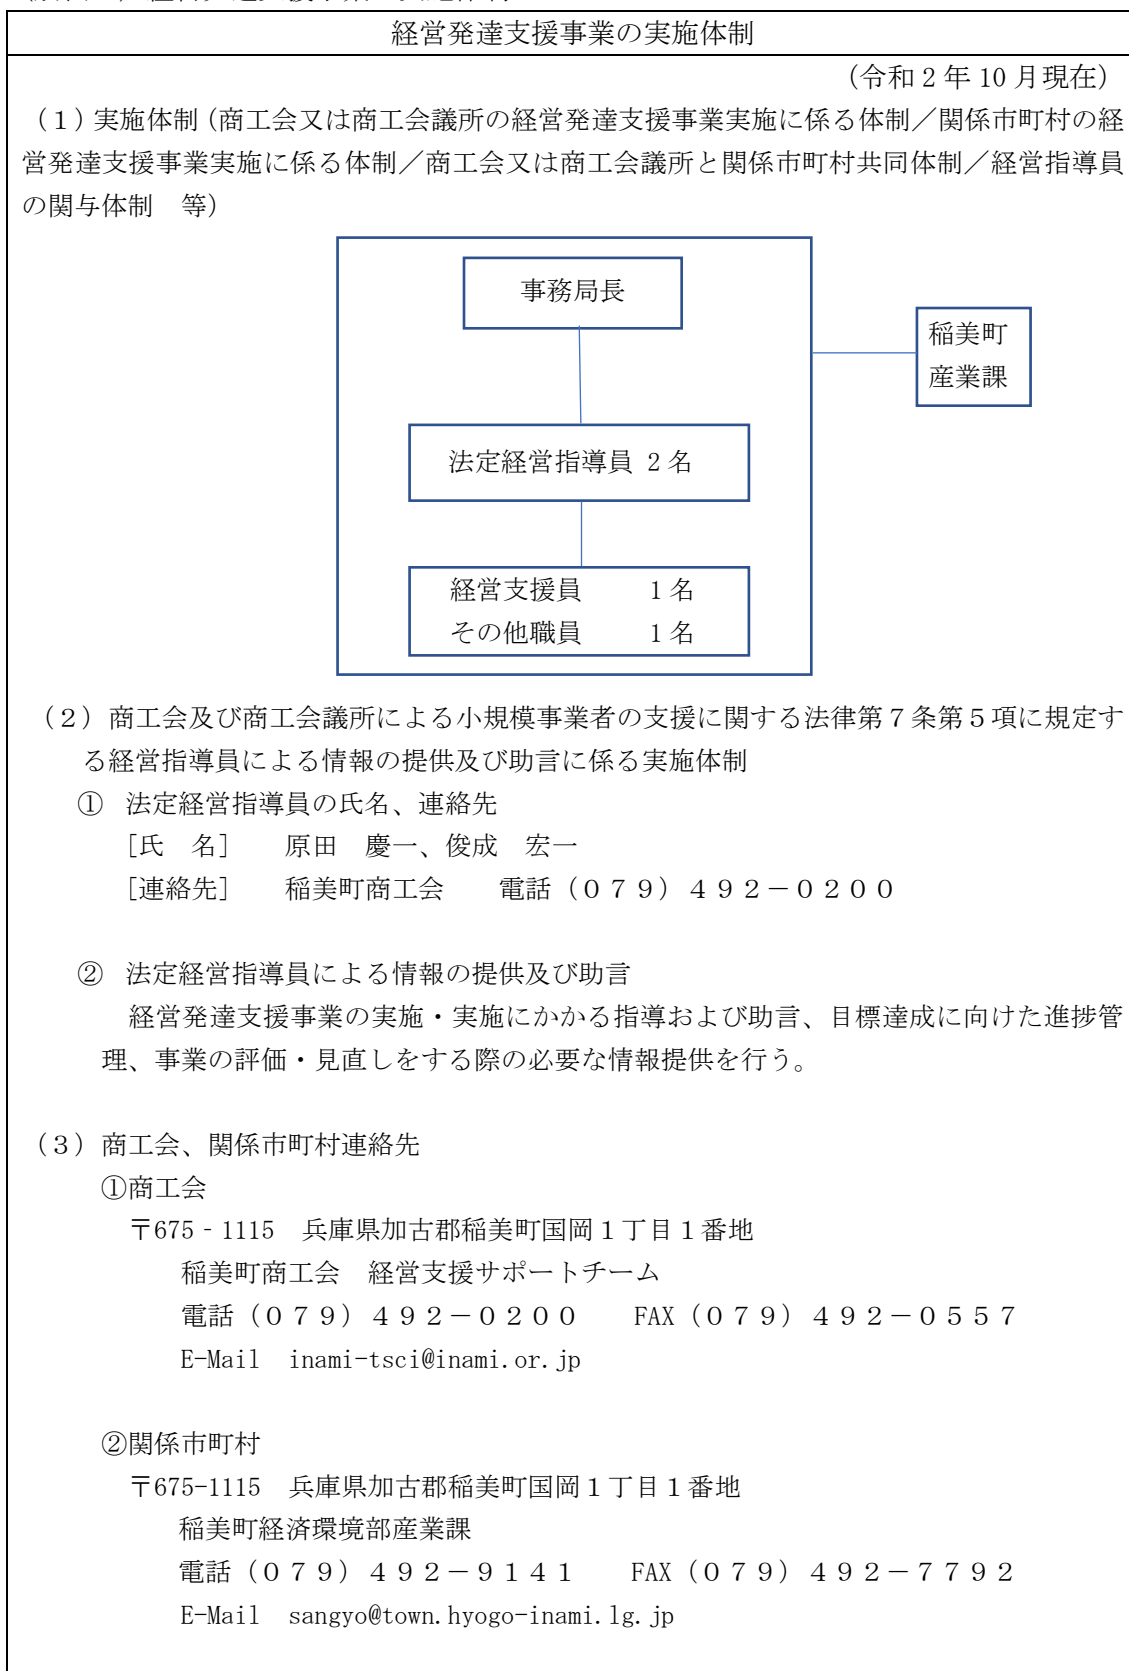 経営発達支援事業の実施体制
（令和 2 年 10 月現在）
（１）実施体制（商工会又は商工会議所の経営発達支援事業実施に係る体制／関係市町村の経
営発達支援事業実施に係る体制／商工会又は商工会議所と関係市町村共同体制／経営指導員
の関与体制　等）
事務局長
稲美町
産業課
法定経営指導員 2 名
経営支援員　　1 名
その他職員　　1 名
（２）商工会及び商工会議所による小規模事業者の支援に関する法律第７条第５項に規定す
る経営指導員による情報の提供及び助言に係る実施体制
①　法定経営指導員の氏名、連絡先
［氏　名］　　原田　慶一、俊成　宏一
［連絡先］　　稲美町商工会　　電話（０７９）４９２－０２００
②　法定経営指導員による情報の提供及び助言
経営発達支援事業の実施・実施にかかる指導および助言、目標達成に向けた進捗管
理、事業の評価・見直しをする際の必要な情報提供を行う。
（３）商工会、関係市町村連絡先
①商工会
〒675‐1115　兵庫県加古郡稲美町国岡１丁目１番地
稲美町商工会　経営支援サポートチーム
電話（０７９）４９２－０２００　　FAX（０７９）４９２－０５５７
E-Mail　inami-tsci@inami.or.jp
②関係市町村
〒675-1115　兵庫県加古郡稲美町国岡１丁目１番地
稲美町経済環境部産業課
電話（０７９）４９２－９１４１　　FAX（０７９）４９２－７７９２
E-Mail　sangyo@town.hyogo-inami.lg.jp